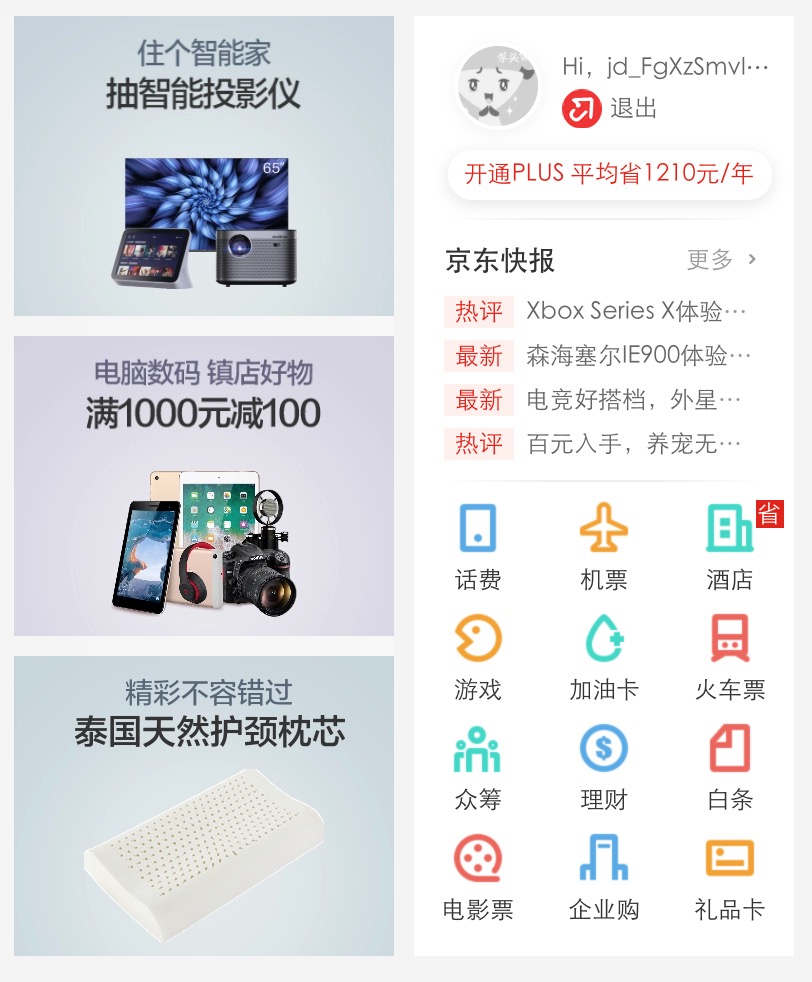 住个智能家
抽智能投影仪
65"
电脑数码 镇店好物
满1000元减100
精彩不容错过
泰国天然护颈枕芯
Hi，jd_FgXzSmvl…
退出
开通PLUS 平均省1210元/年
京东快报
更多 >
热评 Xbox Series X体验…
最新 森海塞尔IE900体验…
最新 电竞好搭档，外星…
热评 百元入手，养宠无…
省
话费 机票 酒店
游戏 加油卡 火车票
众筹 理财 白条
电影票 企业购 礼品卡